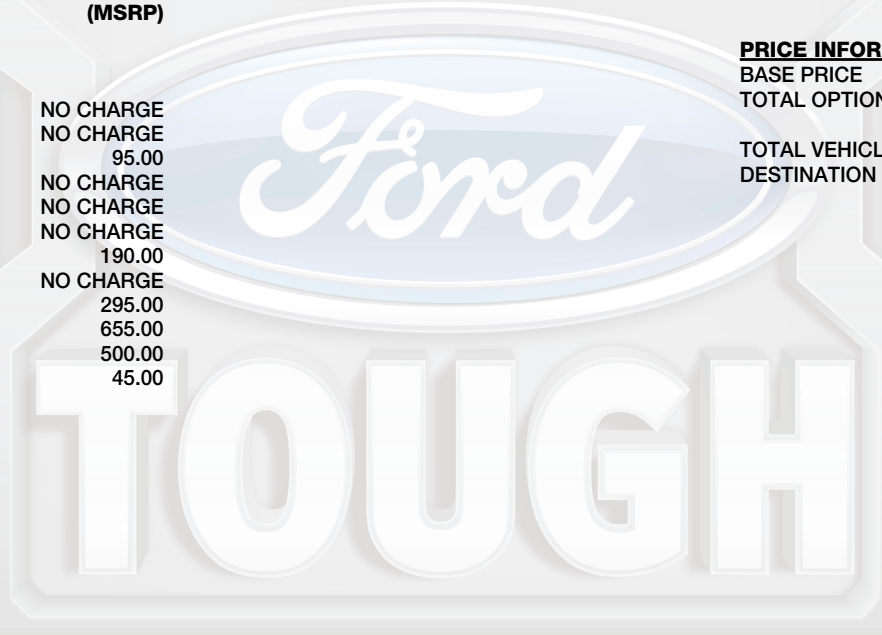 (MSRP)
NO CHARGE
NO CHARGE
95.00
NO CHARGE
NO CHARGE
NO CHARGE
190.00
NO CHARGE
295.00
655.00
500.00
45.00
PRICE INFOR
BASE PRICE
TOTAL OPTION
TOTAL VEHICL
DESTINATION
Ford
TOUGH